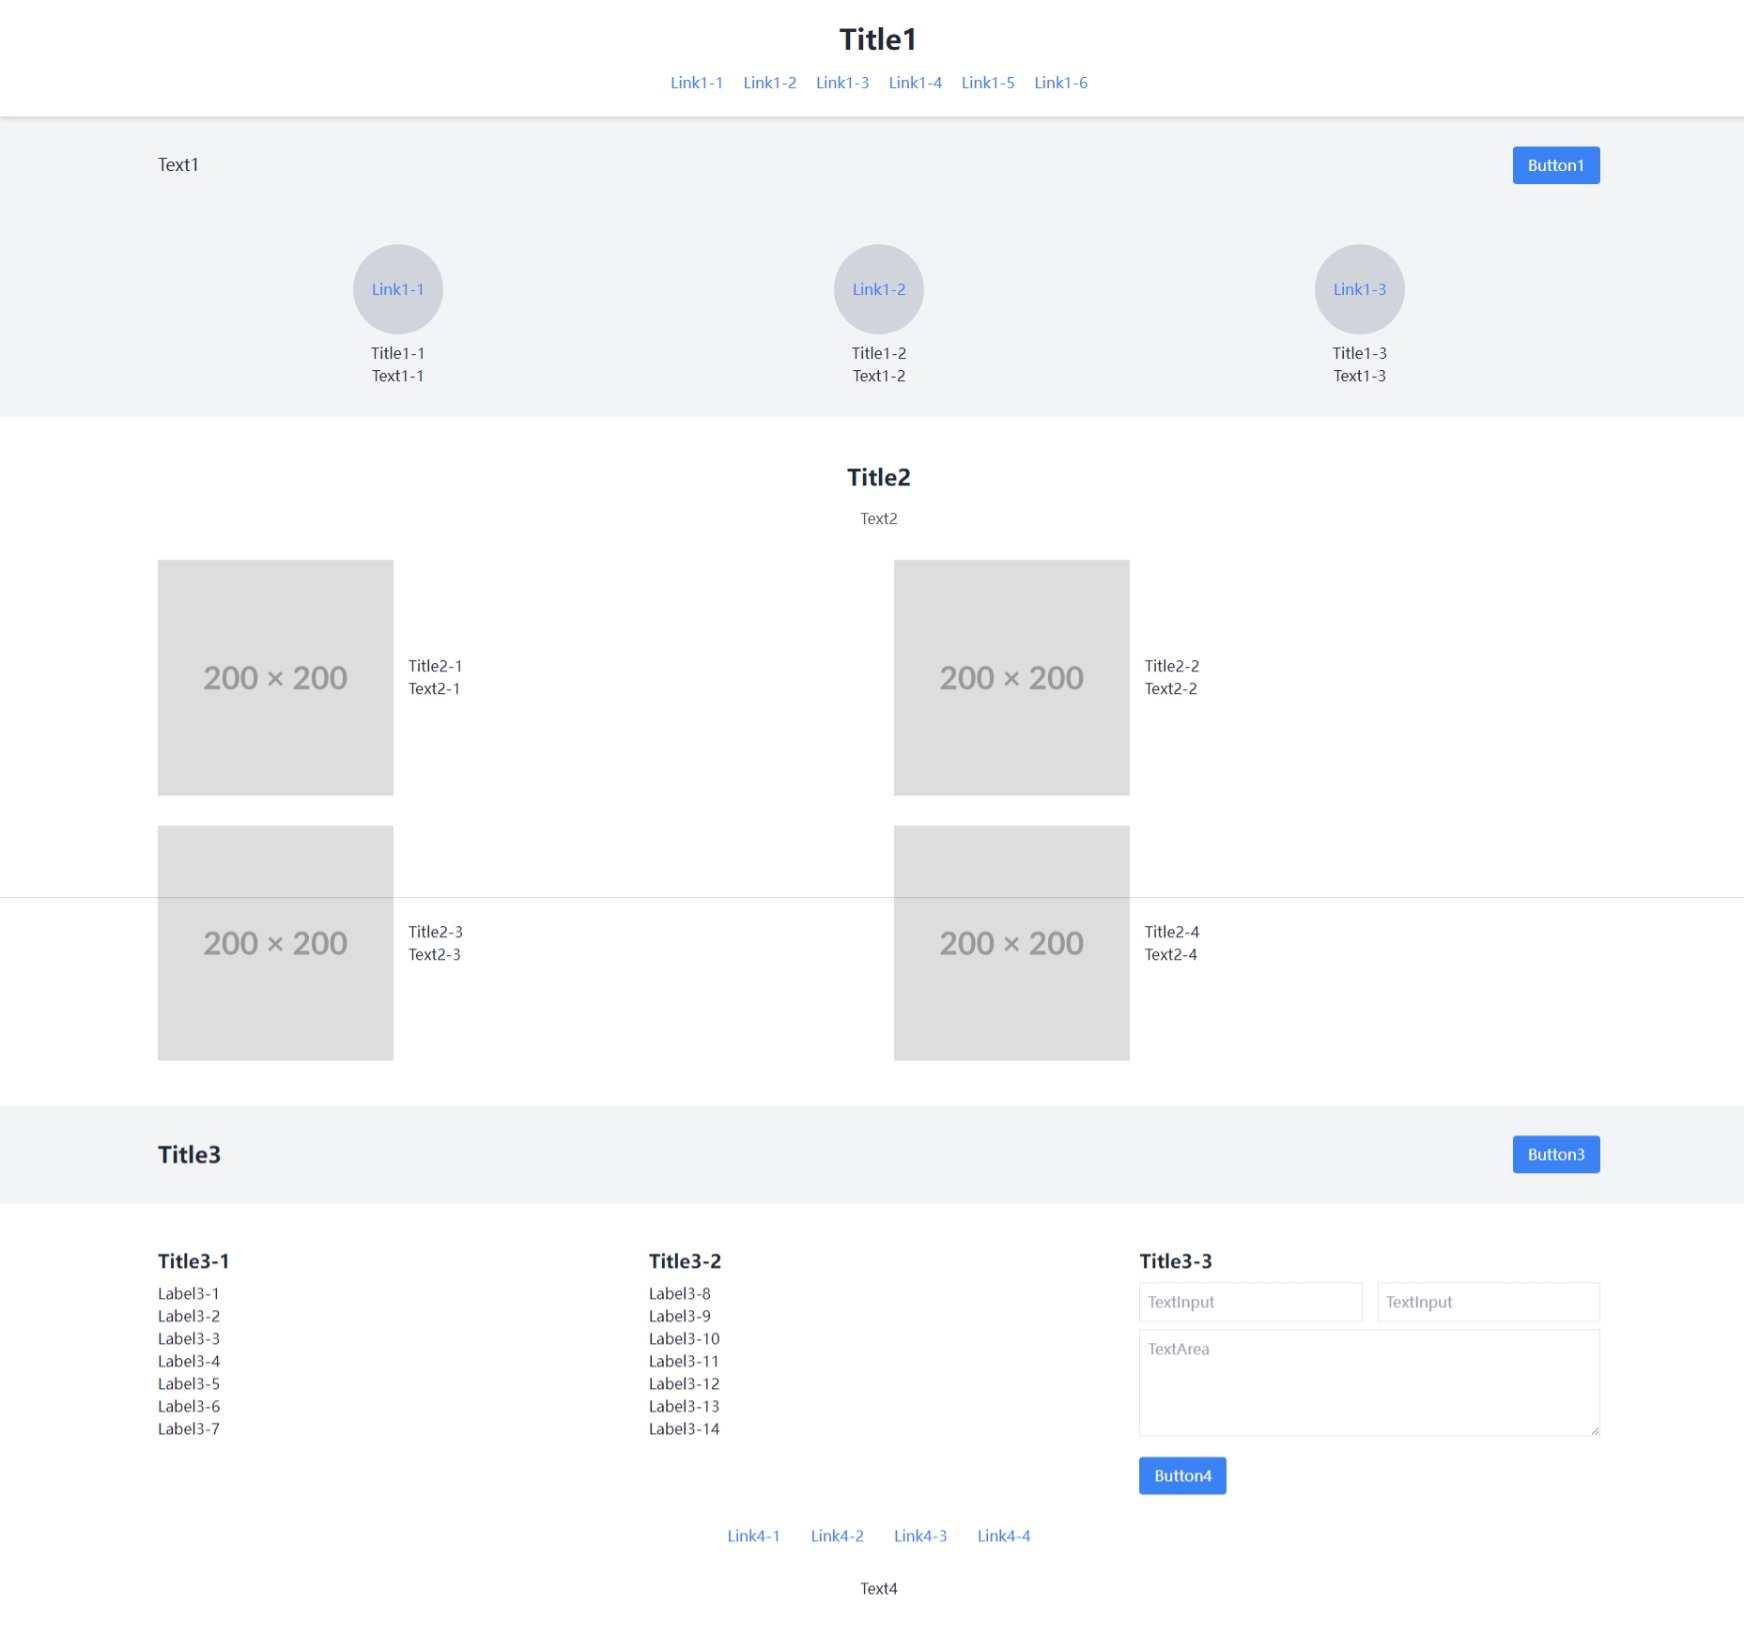 Title1
Link1-1 Link1-2 Link1-3 Link1-4 Link1-5 Link1-6
Text1
Button1
Link1-1
Title1-1
Text1-1
Link1-2
Title1-2
Text1-2
Link1-3
Title1-3
Text1-3
Title2
Text2
200 × 200
Title2-1
Text2-1
200 × 200
Title2-2
Text2-2
200 × 200
Title2-3
Text2-3
200 × 200
Title2-4
Text2-4
Title3
Button3
Title3-1
Label3-1
Label3-2
Label3-3
Label3-4
Label3-5
Label3-6
Label3-7
Title3-2
Label3-8
Label3-9
Label3-10
Label3-11
Label3-12
Label3-13
Label3-14
Title3-3
TextInput
TextInput
TextArea
Button4
Link4-1 Link4-2 Link4-3 Link4-4
Text4